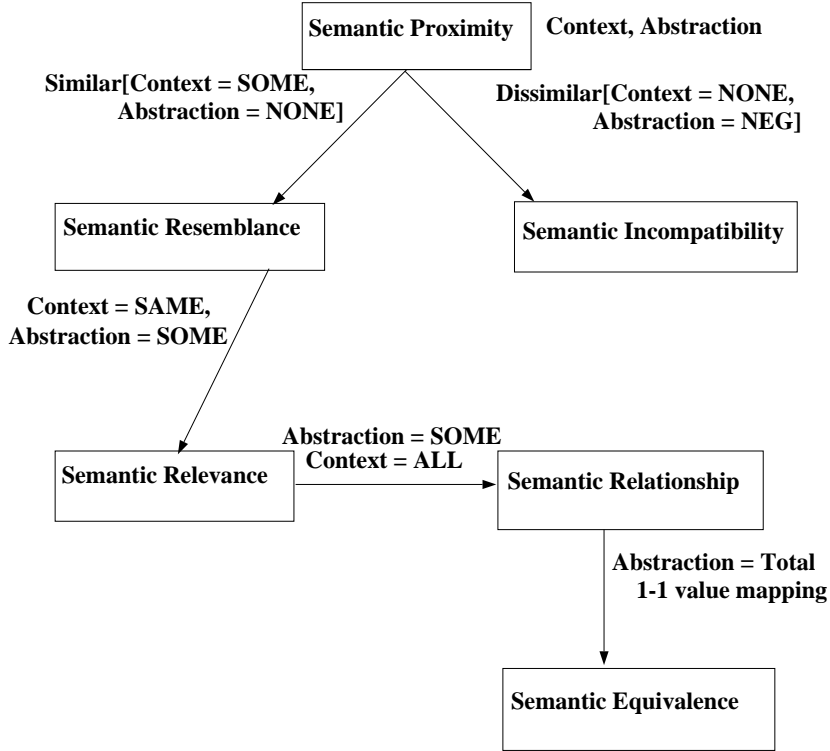 Semantic Proximity
Context, Abstraction
Similar[Context = SOME,
Abstraction = NONE]
Dissimilar[Context = NONE,
Abstraction = NEG]
Semantic Resemblance
Semantic Incompatibility
Context = SAME,
Abstraction = SOME
Semantic Relevance
Abstraction = SOME
Context = ALL
Semantic Relationship
Abstraction = Total
1-1 value mapping
Semantic Equivalence